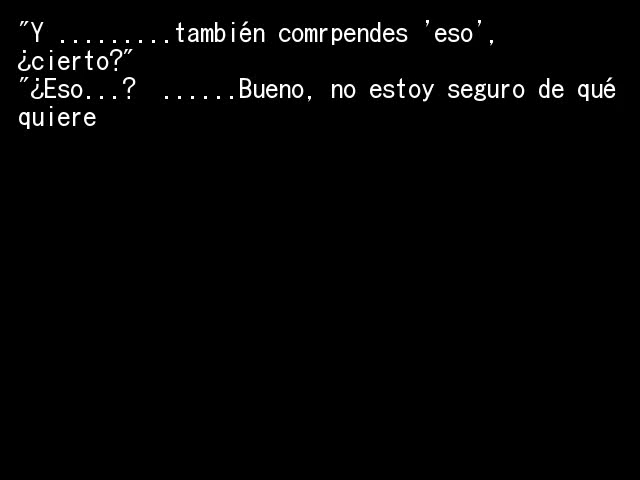 "Y .........también comrpendes 'eso',
¿cierto?"
"¿Eso...?  ......Bueno, no estoy seguro de qué
quiere